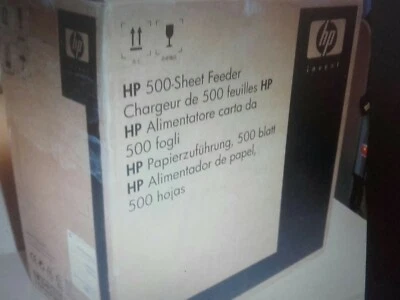 hp
invent
HP 500-Sheet Feeder
Chargeur de 500 feuilles HP
HP Alimentatore carta da
500 fogli
HP Papierzuführung, 500 blatt
HP Alimentador de papel,
500 hojas